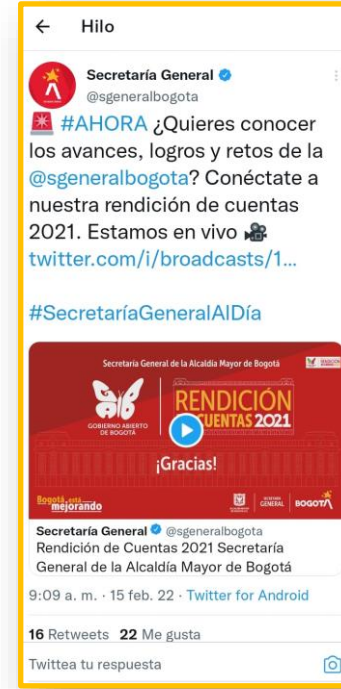 Hilo
Secretaría General
@sgeneralbogota
#AHORA ¿Quieres conocer
los avances, logros y retos de la
@sgeneralbogota? Conéctate a
nuestra rendición de cuentas
2021. Estamos en vivo
twitter.com/i/broadcasts/1...
#SecretaríaGeneralAlDía
Secretaría General de la Alcaldía Mayor de Bogotá
GOBIERNO ABIERTO
DE BOGOTÁ
RENDICIÓN
CUENTAS 2021
¡Gracias!
Bogotá está
mejorando
SECRETARÍA
GENERAL
BOGOTÁ
Secretaría General @sgeneralbogota
Rendición de Cuentas 2021 Secretaría
General de la Alcaldía Mayor de Bogotá
9:09 a. m. · 15 feb. 22 · Twitter for Android
16 Retweets 22 Me gusta
Twittea tu respuesta